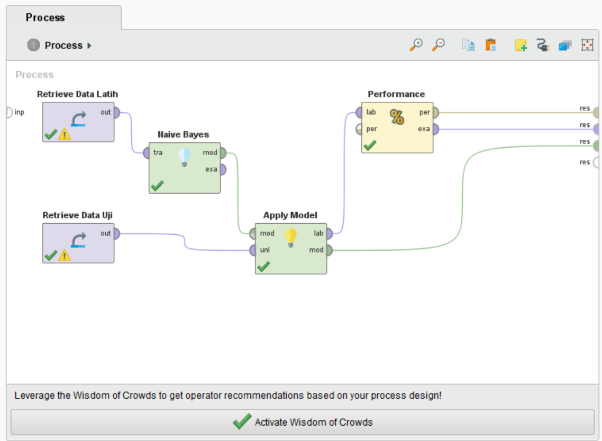 Process
Process
Process
Retrieve Data Latih
Performance
inp
out
lab
per
res
per
exa
res
Naive Bayes
res
tra
mod
res
exa
Retrieve Data Uji
Apply Model
out
mod
lab
unl
mod
Leverage the Wisdom of Crowds to get operator recommendations based on your process design!
Activate Wisdom of Crowds